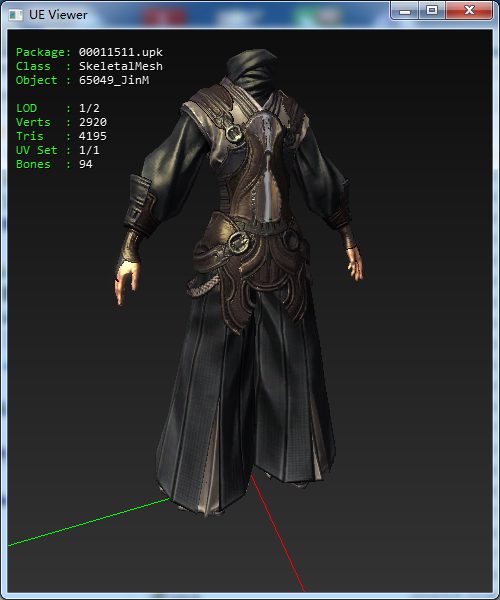 UE Viewer
Package: 00011511.upk
Class : SkeletalMesh
Object : 65049_JinM
LOD : 1/2
Verts : 2920
Tris : 4195
UV Set : 1/1
Bones : 94